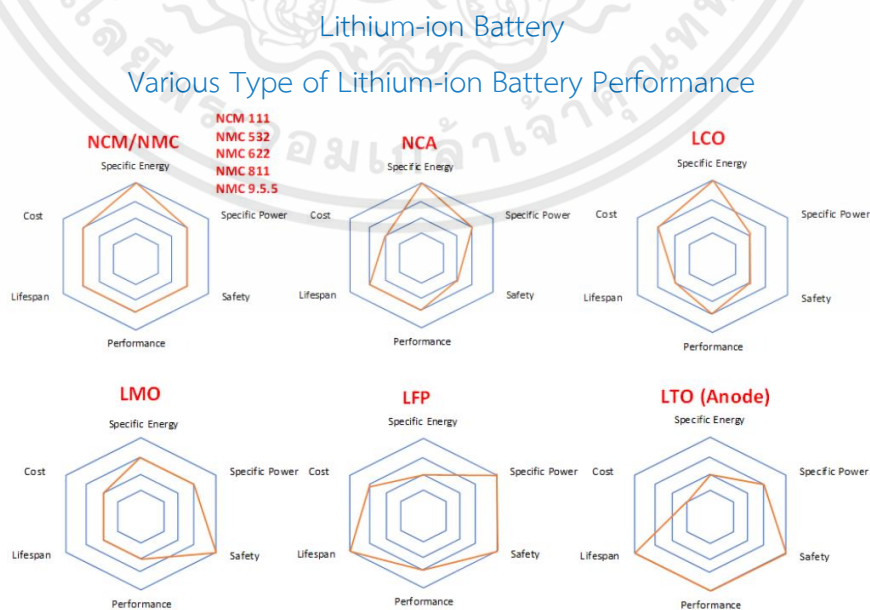 Lithium-ion Battery
Various Type of Lithium-ion Battery Performance
NCM/NMC
NCM 111
NMC 532
NMC 622
NMC 811
NMC 9.5.5
Specific Energy
Specific Power
Safety
Performance
Lifespan
Cost
NCA
Specific Energy
Specific Power
Safety
Performance
Lifespan
Cost
LCO
Specific Energy
Specific Power
Safety
Performance
Lifespan
Cost
LMO
Specific Energy
Specific Power
Safety
Performance
Lifespan
Cost
LFP
Specific Energy
Specific Power
Safety
Performance
Lifespan
Cost
LTO (Anode)
Specific Energy
Specific Power
Safety
Performance
Lifespan
Cost